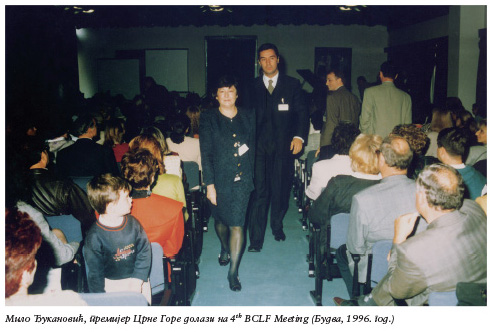 Мило Ђукановић, премијер Црне Горе долази на 4th BCLF Meeting (Будва, 1996. год.)